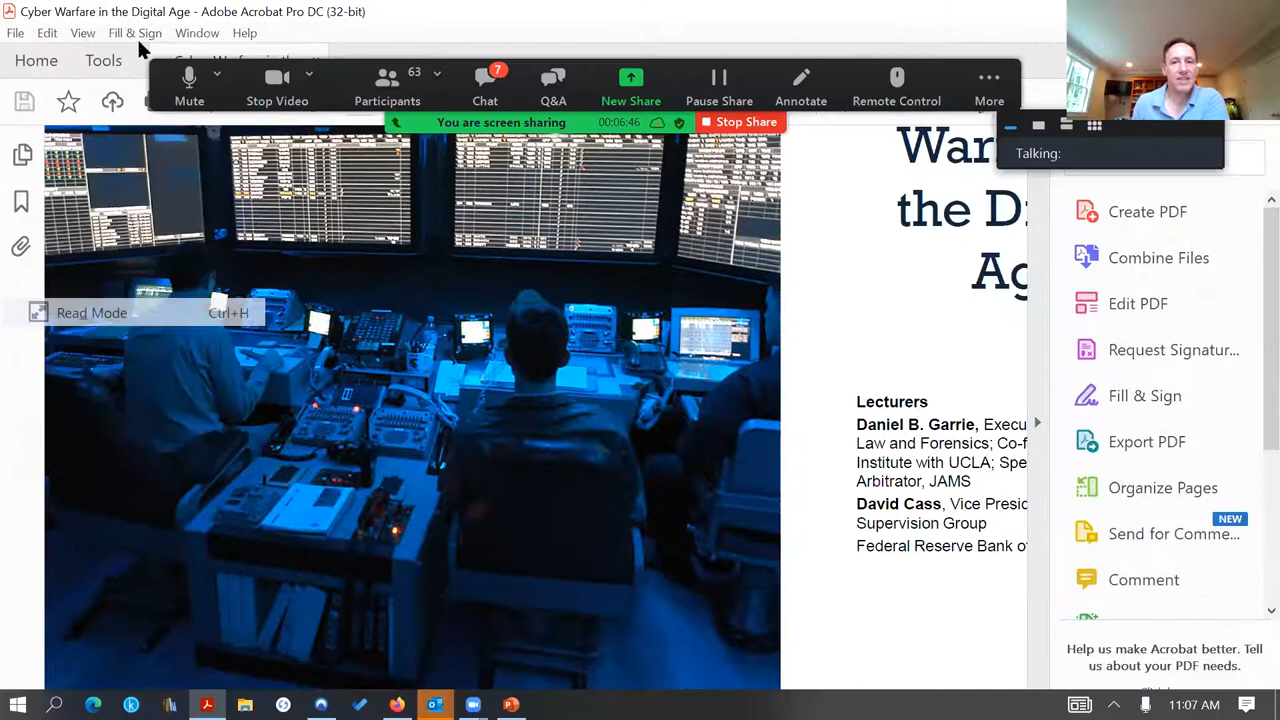 Cyber Warfare in the Digital Age - Adobe Acrobat Pro DC (32-bit)
File Edit View Fill & Sign Window Help
Home Tools
63 7
Mute Stop Video Participants Chat Q&A New Share Pause Share Annotate Remote Control More
You are screen sharing 00:06:46 Stop Share
Talking:
War
the Di
Ag
Read Mode Ctrl+H
Lecturers
Daniel B. Garrie, Execu
Law and Forensics; Co-f
Institute with UCLA; Spe
Arbitrator, JAMS
David Cass, Vice Presid
Supervision Group
Federal Reserve Bank o
Create PDF
Combine Files
Edit PDF
Request Signatur...
Fill & Sign
Export PDF
Organize Pages
NEW
Send for Comme...
Comment
Help us make Acrobat better. Tell
us about your PDF needs.
11:07 AM